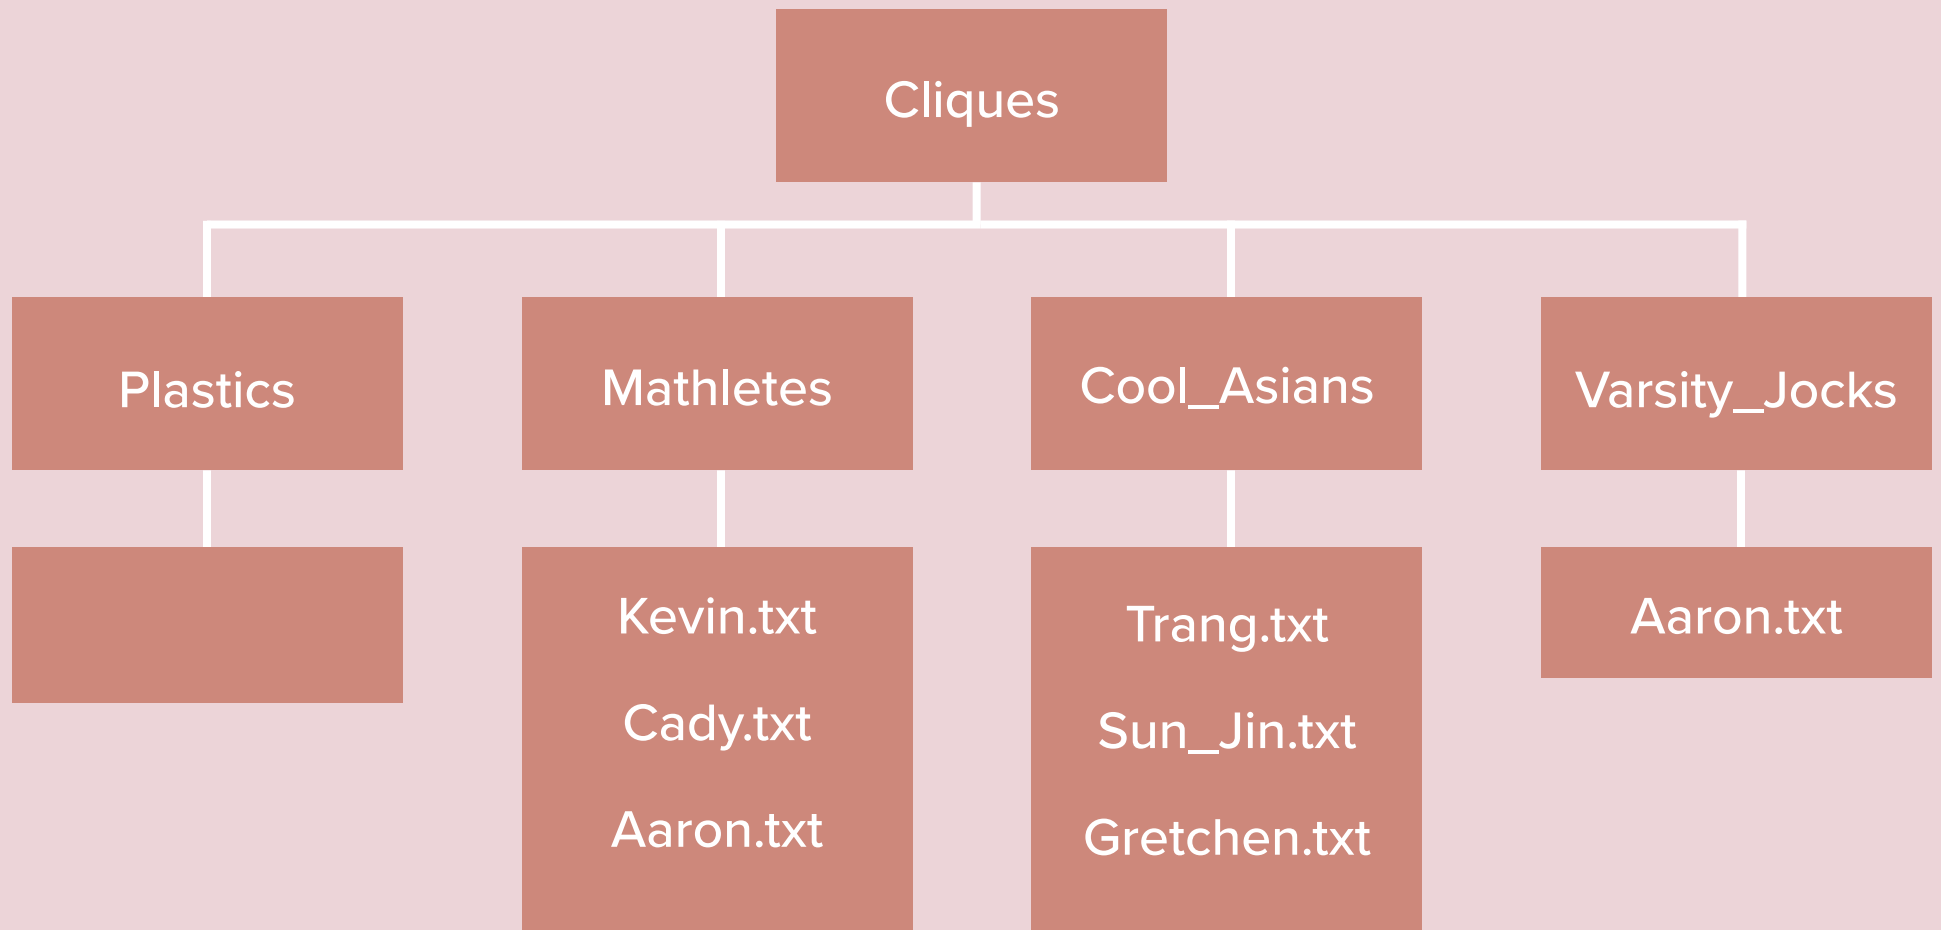 Cliques
Plastics
Mathletes
Cool_Asians
Varsity_Jocks
Kevin.txt
Cady.txt
Aaron.txt
Trang.txt
Sun_Jin.txt
Gretchen.txt
Aaron.txt